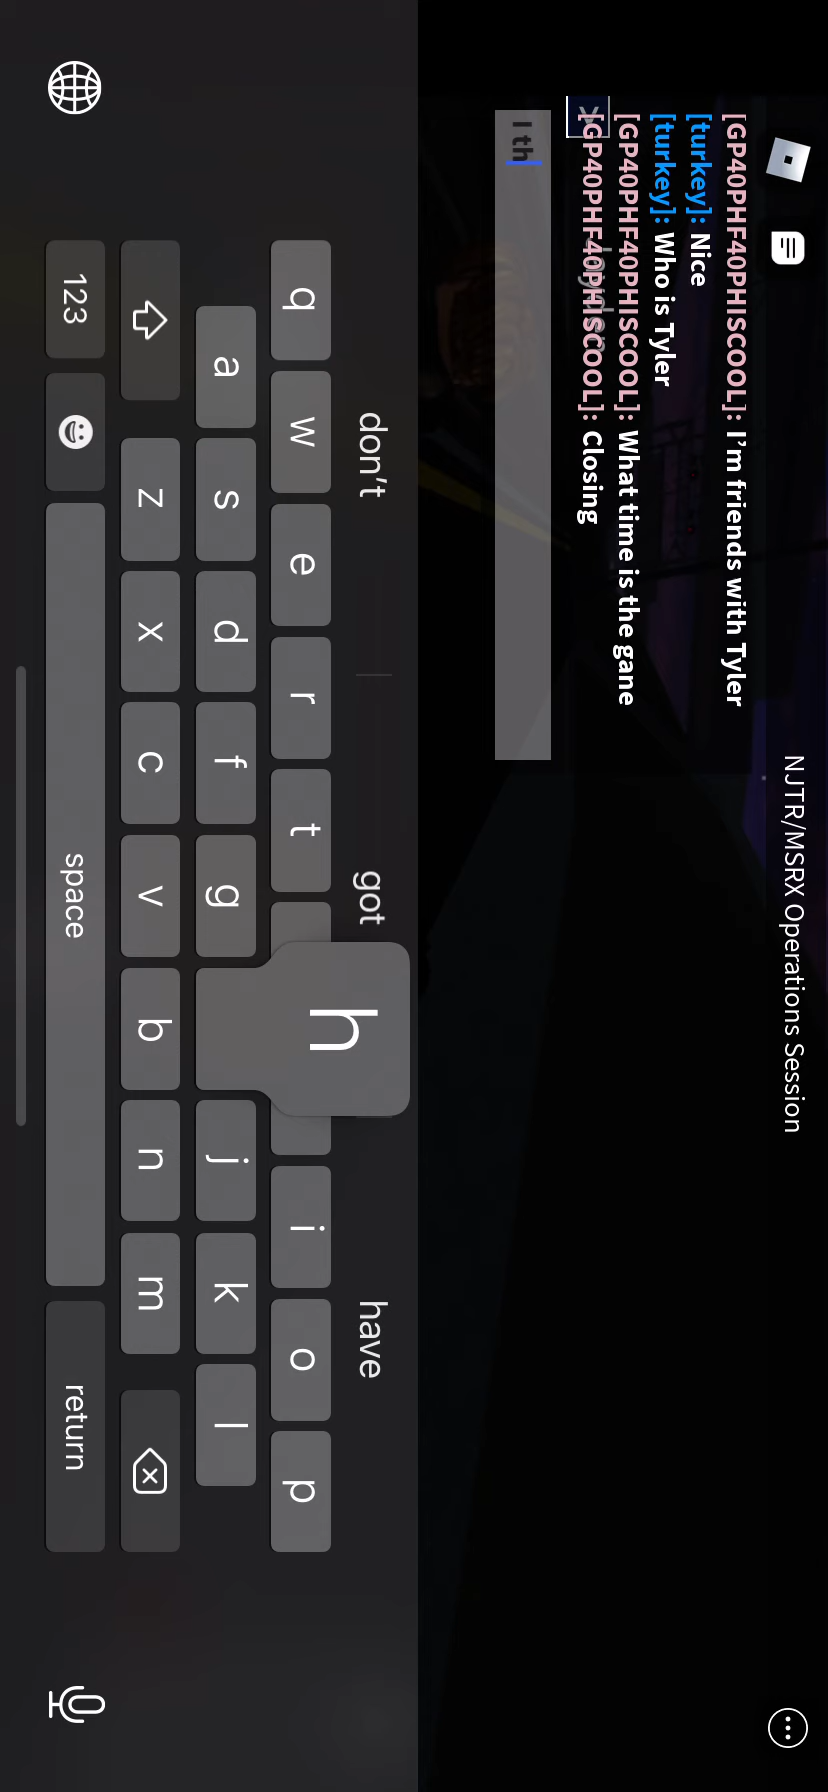 NJTR/MSRX Operations Session
[GP40PHF40PHISCOOL]: I'm friends with Tyler
[turkey]: Nice
[turkey]: Who is Tyler
[GP40PHF40PHISCOOL]: What time is the gane
[GP40PHF40PHISCOOL]: Closing
I th
don't got have
q w e r t i o p
a s d f g h j k l
z x c v b n m
123 space return